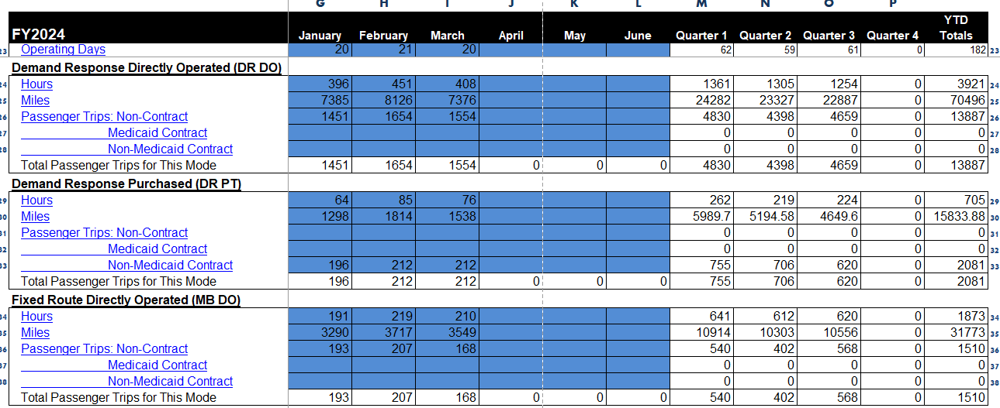 G H I J K L M N O P
YTD
FY2024 January February March April May June Quarter 1 Quarter 2 Quarter 3 Quarter 4 Totals
23 Operating Days 20 21 20 62 59 61 0 182 23
Demand Response Directly Operated (DR DO)
24 Hours 396 451 408 1361 1305 1254 0 3921 24
25 Miles 7385 8126 7376 24282 23327 22887 0 70496 25
26 Passenger Trips: Non-Contract 1451 1654 1554 4830 4398 4659 0 13887 26
27 Medicaid Contract 0 0 0 0 0 27
28 Non-Medicaid Contract 0 0 0 0 0 28
Total Passenger Trips for This Mode 1451 1654 1554 0 0 0 4830 4398 4659 0 13887
Demand Response Purchased (DR PT)
29 Hours 64 85 76 262 219 224 0 705 29
30 Miles 1298 1814 1538 5989.7 5194.58 4649.6 0 15833.88 30
31 Passenger Trips: Non-Contract 0 0 0 0 0 31
32 Medicaid Contract 0 0 0 0 0 32
33 Non-Medicaid Contract 196 212 212 755 706 620 0 2081 33
Total Passenger Trips for This Mode 196 212 212 0 0 0 755 706 620 0 2081
Fixed Route Directly Operated (MB DO)
34 Hours 191 219 210 641 612 620 0 1873 34
35 Miles 3290 3717 3549 10914 10303 10556 0 31773 35
36 Passenger Trips: Non-Contract 193 207 168 540 402 568 0 1510 36
37 Medicaid Contract 0 0 0 0 0 37
38 Non-Medicaid Contract 0 0 0 0 0 38
Total Passenger Trips for This Mode 193 207 168 0 0 0 540 402 568 0 1510